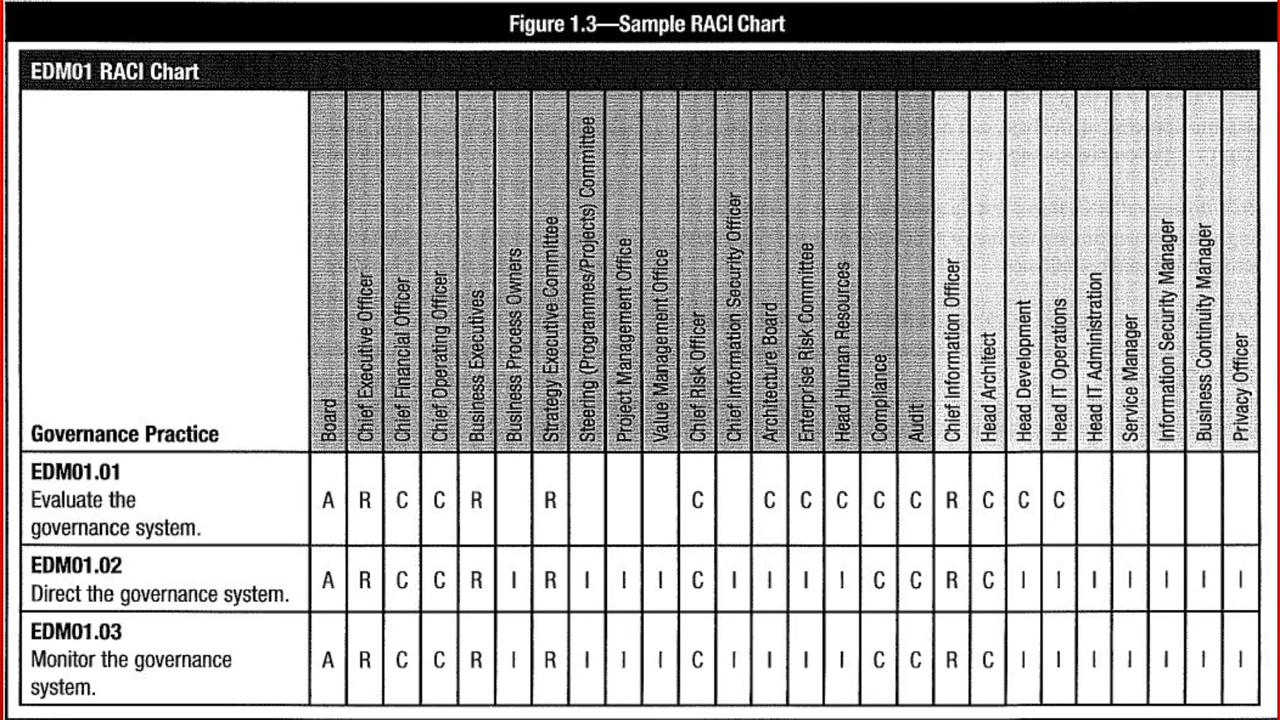 Figure 1.3—Sample RACI Chart
EDM01 RACI Chart
Governance Practice
Board
Chief Executive Officer
Chief Financial Officer
Chief Operating Officer
Business Executives
Business Process Owners
Strategy Executive Committee
Steering (Programmes/Projects) Committee
Project Management Office
Value Management Office
Chief Risk Officer
Chief Information Security Officer
Architecture Board
Enterprise Risk Committee
Head Human Resources
Compliance
Audit
Chief Information Officer
Head Architect
Head Development
Head IT Operations
Head IT Administration
Service Manager
Information Security Manager
Business Continuity Manager
Privacy Officer
EDM01.01
Evaluate the
governance system.
A R C C R R C C C C C C R C C C
EDM01.02
Direct the governance system.
A R C C R I R I I I C I I I I C C R C I I I I I I I
EDM01.03
Monitor the governance
system.
A R C C R I R I I I C I I I I C C R C I I I I I I I